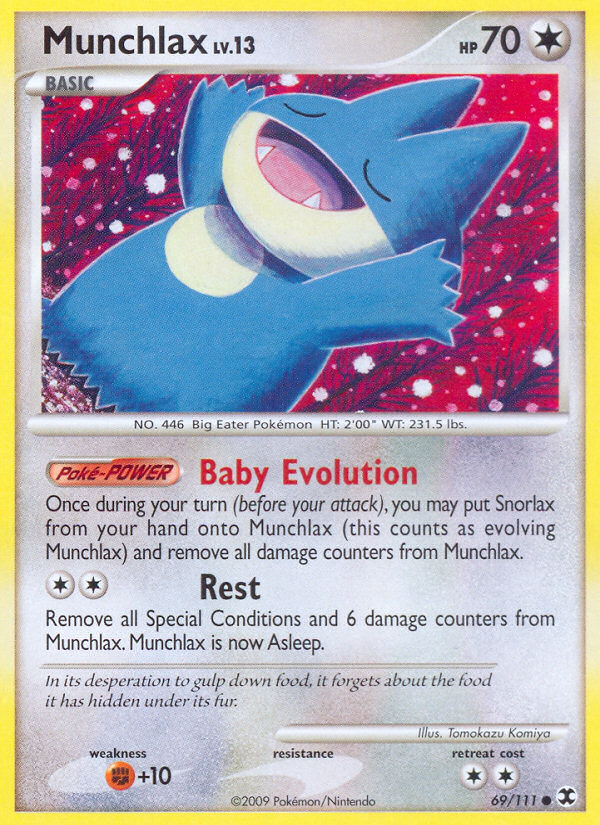 Munchlax LV.13
HP 70
BASIC
NO. 446 Big Eater Pokémon HT: 2'00" WT: 231.5 lbs.
Poké-POWER Baby Evolution
Once during your turn (before your attack), you may put Snorlax
from your hand onto Munchlax (this counts as evolving
Munchlax) and remove all damage counters from Munchlax.
Rest
Remove all Special Conditions and 6 damage counters from
Munchlax. Munchlax is now Asleep.
In its desperation to gulp down food, it forgets about the food
it has hidden under its fur.
Illus. Tomokazu Komiya
weakness resistance retreat cost
+10
©2009 Pokémon/Nintendo 69/111